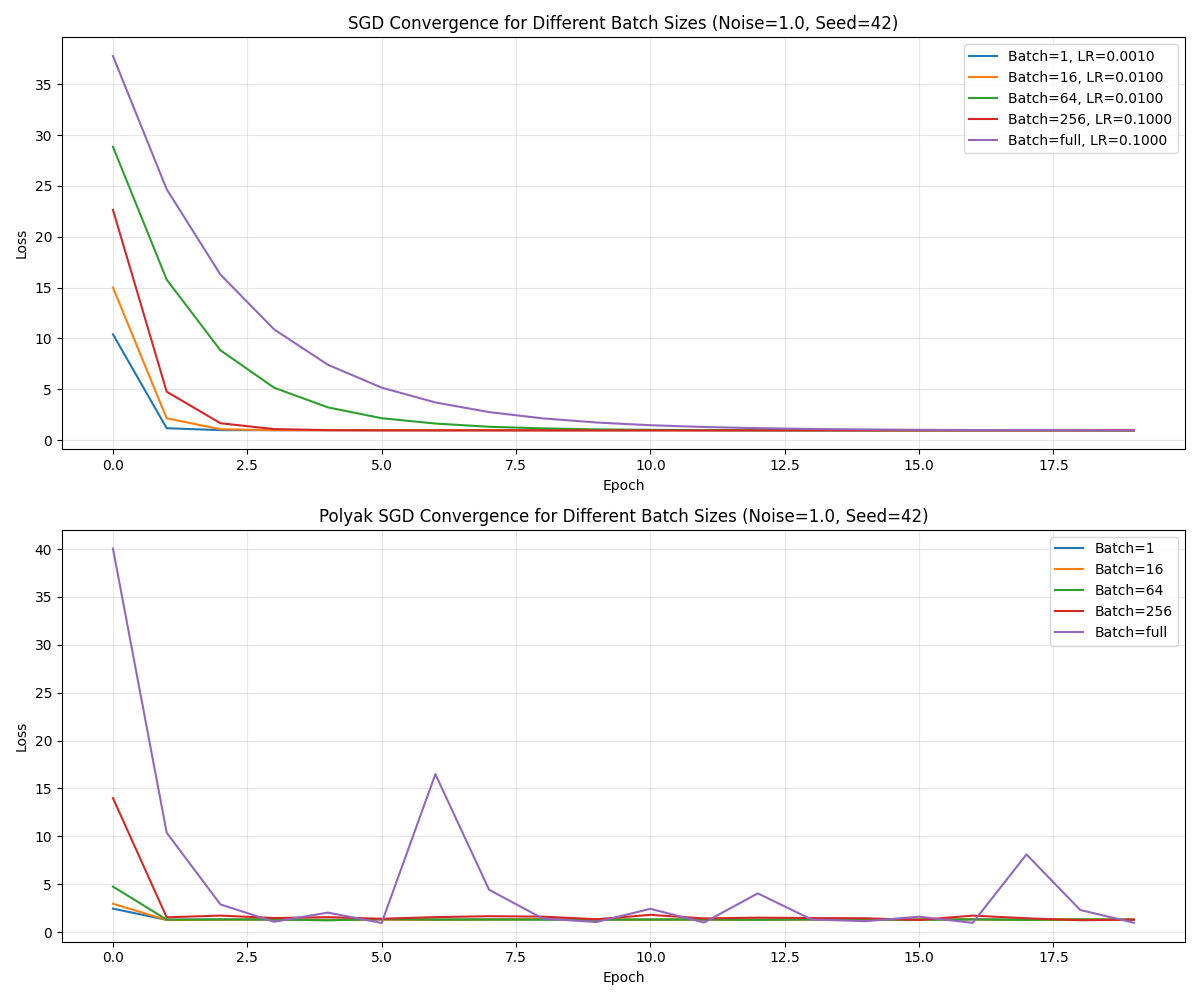 SGD Convergence for Different Batch Sizes (Noise=1.0, Seed=42)
Loss
35
30
25
20
15
10
5
0
Batch=1, LR=0.0010
Batch=16, LR=0.0100
Batch=64, LR=0.0100
Batch=256, LR=0.1000
Batch=full, LR=0.1000
0.0 2.5 5.0 7.5 10.0 12.5 15.0 17.5
Epoch
Polyak SGD Convergence for Different Batch Sizes (Noise=1.0, Seed=42)
Loss
40
35
30
25
20
15
10
5
0
Batch=1
Batch=16
Batch=64
Batch=256
Batch=full
0.0 2.5 5.0 7.5 10.0 12.5 15.0 17.5
Epoch